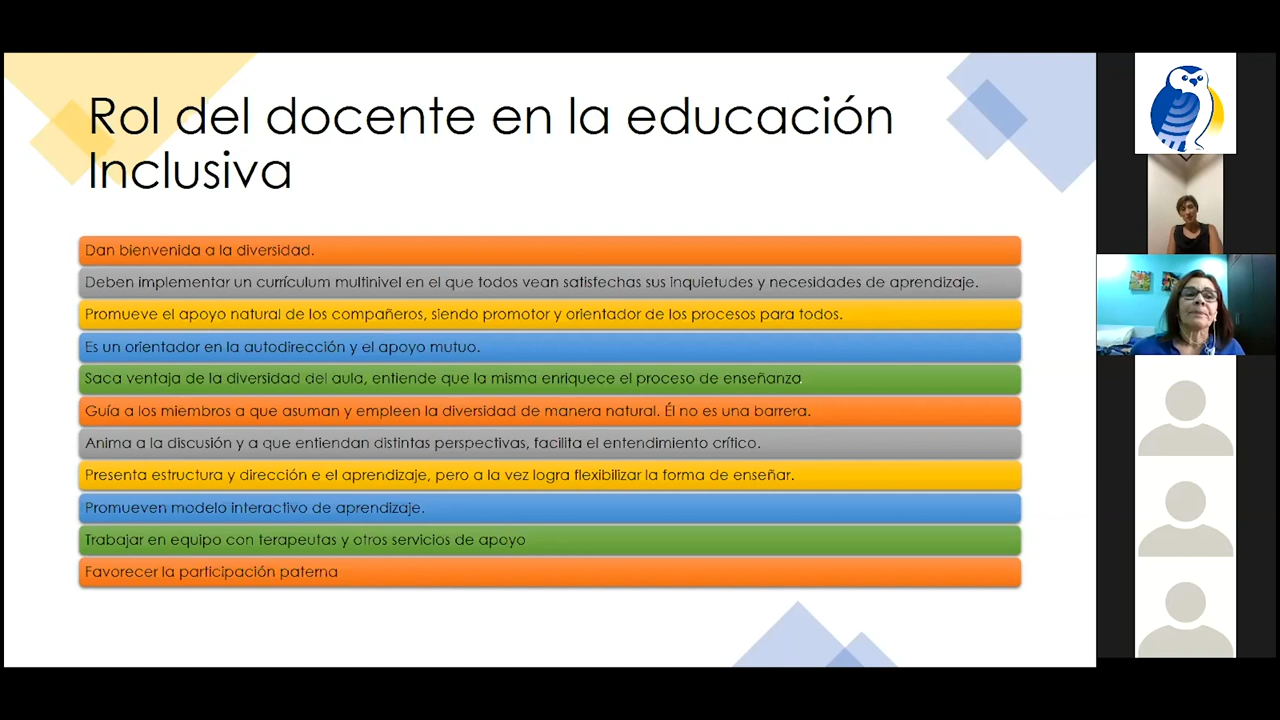 Rol del docente en la educación
Inclusiva
Dan bienvenida a la diversidad.
Deben implementar un currículum multinivel en el que todos vean satisfechas sus inquietudes y necesidades de aprendizaje.
Promueve el apoyo natural de los compañeros, siendo promotor y orientador de los procesos para todos.
Es un orientador en la autodirección y el apoyo mutuo.
Saca ventaja de la diversidad del aula, entiende que la misma enriquece el proceso de enseñanza.
Guía a los miembros a que asuman y empleen la diversidad de manera natural. Él no es una barrera.
Anima a la discusión y a que entiendan distintas perspectivas, facilita el entendimiento crítico.
Presenta estructura y dirección e el aprendizaje, pero a la vez logra flexibilizar la forma de enseñar.
Promueven modelo interactivo de aprendizaje.
Trabajar en equipo con terapeutas y otros servicios de apoyo
Favorecer la participación paterna